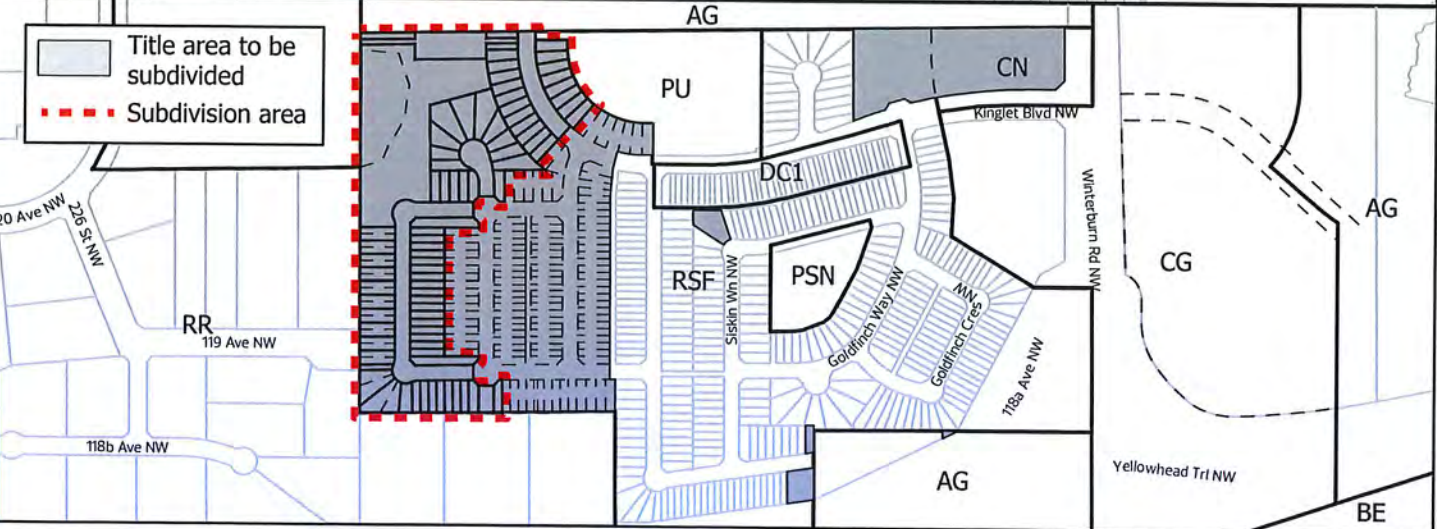 AG
Title area to be
subdivided
Subdivision area
PU
CN
Kinglet Blvd NW
DC1
20 Ave NW
226 St NW
Winterburn Rd NW
AG
RSF
PSN
CG
Siskin Wn NW
Goldfinch Way NW
NW
Goldfinch Cres
RR
119 Ave NW
118a Ave NW
118b Ave NW
Yellowhead Trl NW
AG
BE